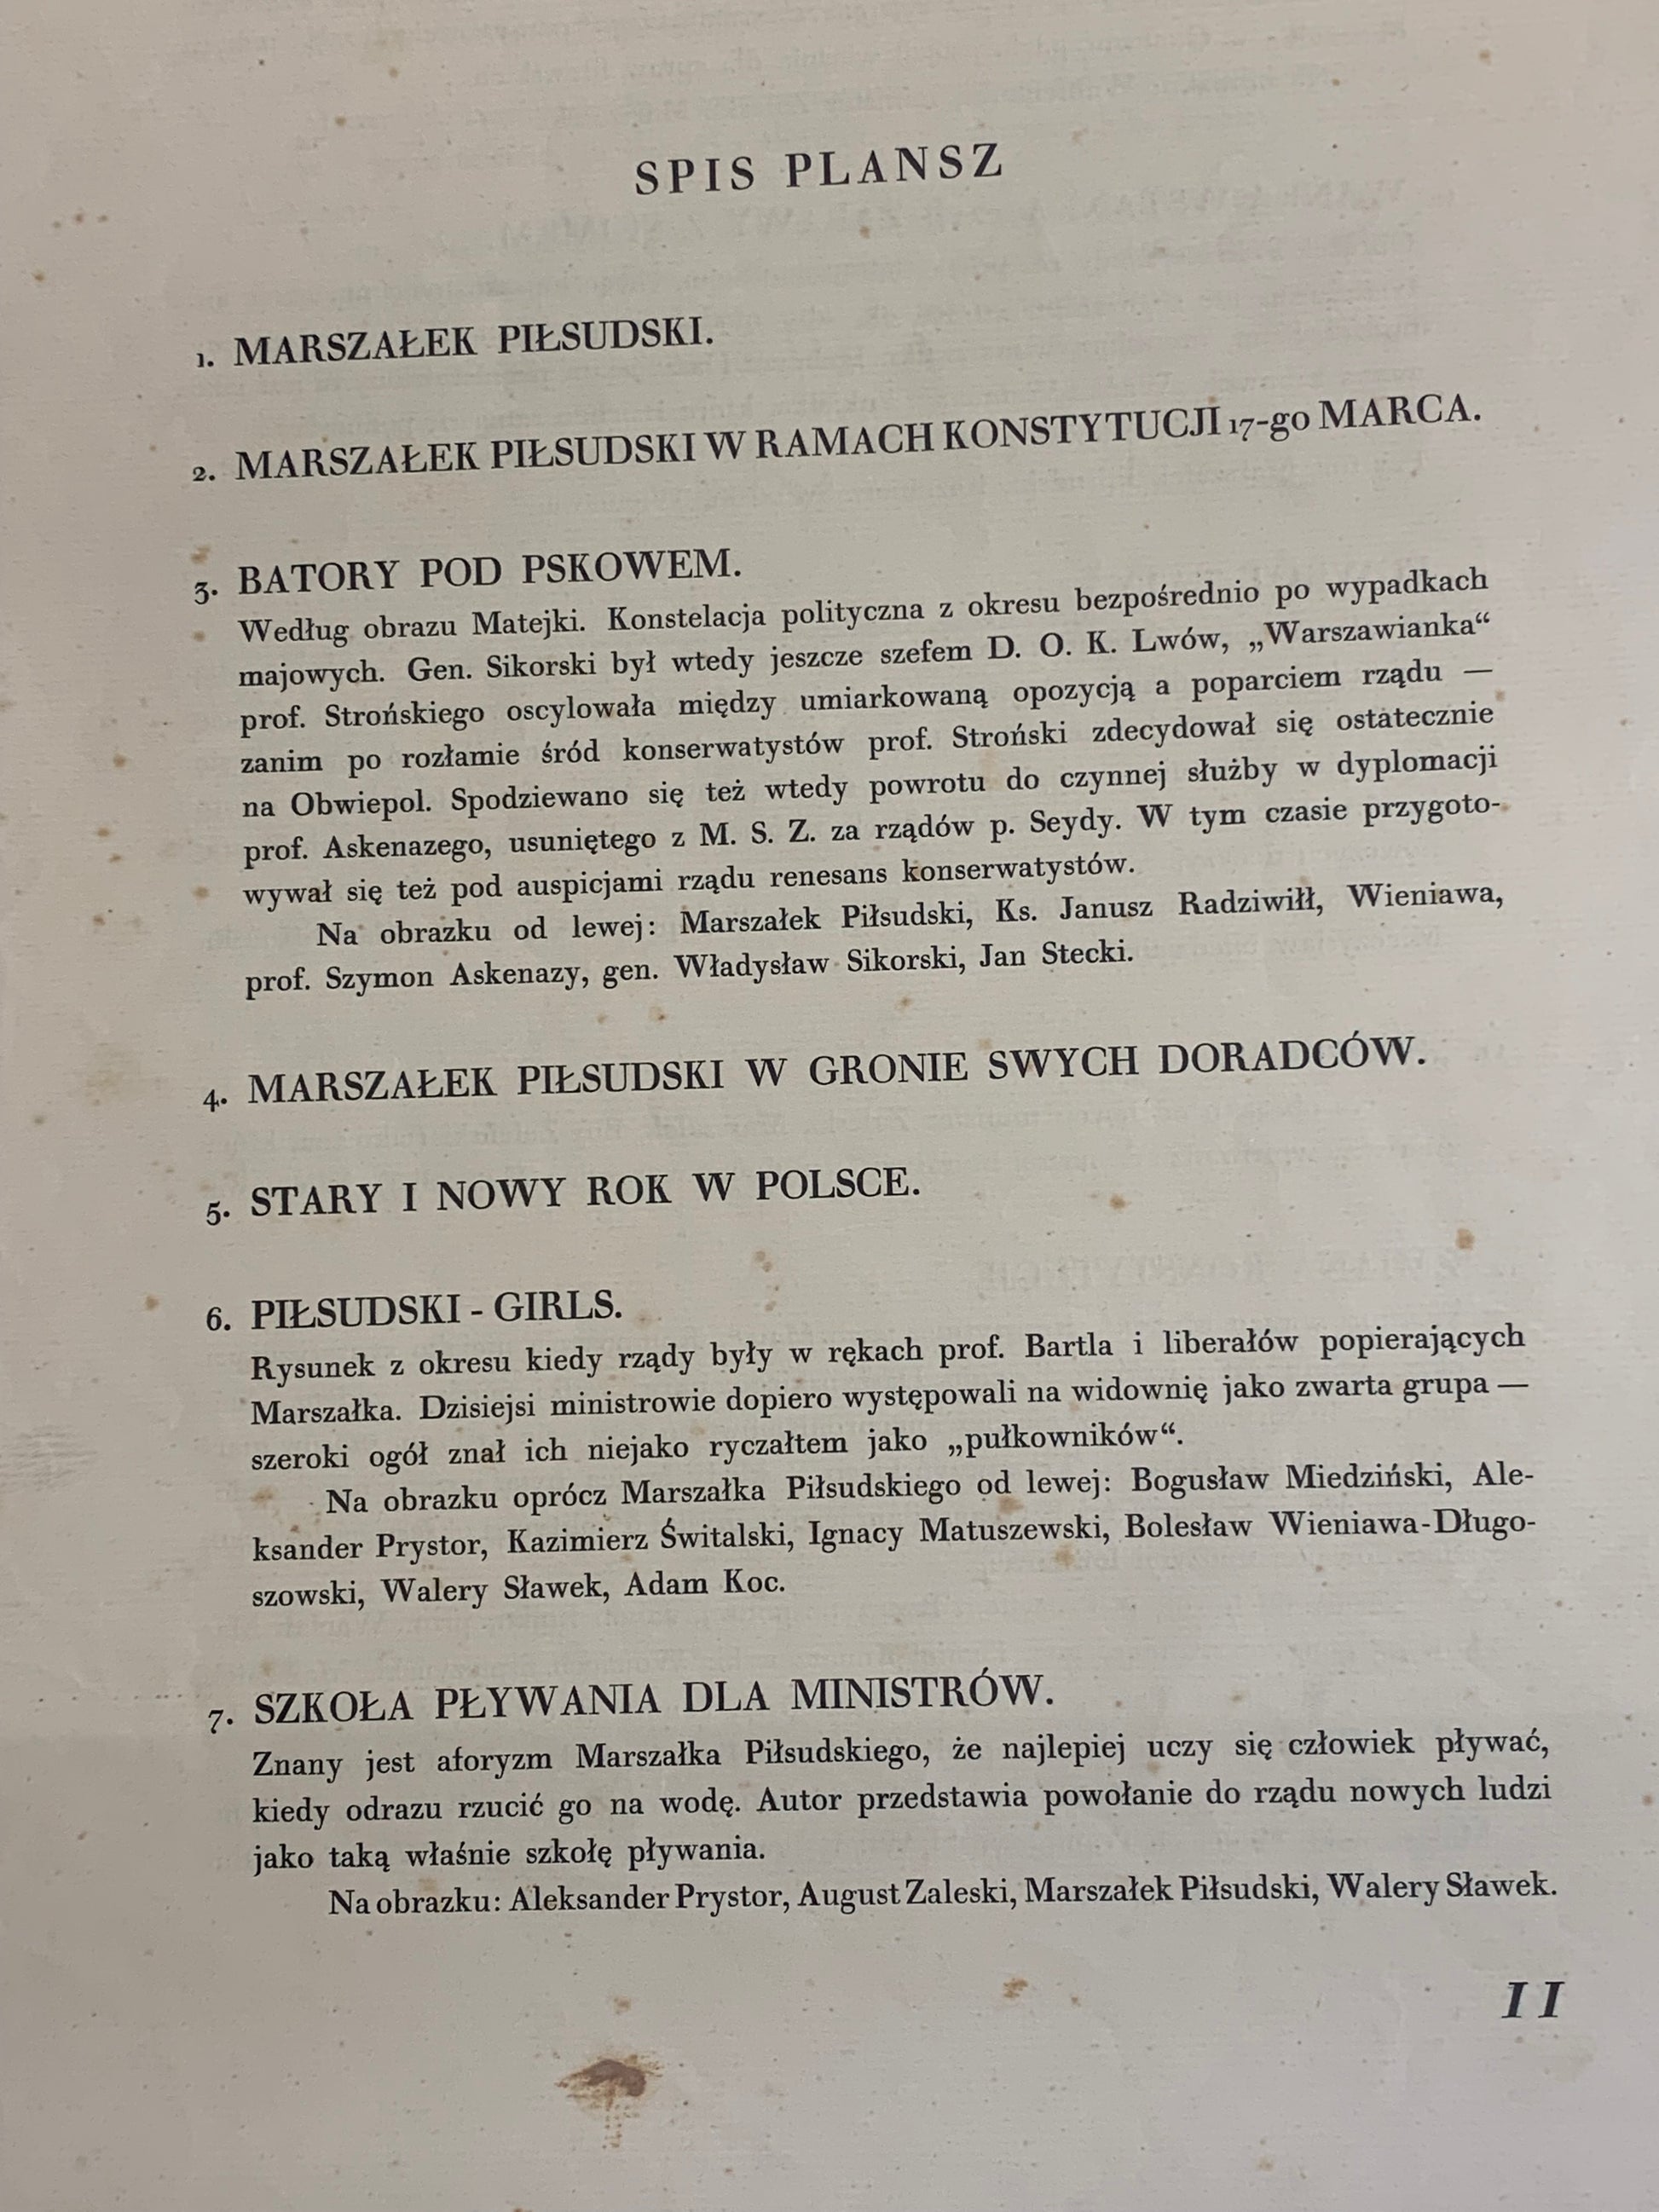 SPIS PLANSZ
1. MARSZAŁEK PIŁSUDSKI.
2. MARSZAŁEK PIŁSUDSKI W RAMACH KONSTYTUCJI 17-go MARCA.
3. BATORY POD PSKOWEM.
Według obrazu Matejki. Konstelacja polityczna z okresu bezpośrednio po wypadkach
majowych. Gen. Sikorski był wtedy jeszcze szefem D. O. K. Lwów, „Warszawianka“
prof. Strońskiego oscylowała między umiarkowaną opozycją a poparciem rządu —
zanim po rozłamie śród konserwatystów prof. Stroński zdecydował się ostatecznie
na Obwiepol. Spodziewano się też wtedy powrotu do czynnej służby w dyplomacji
prof. Askenazego, usuniętego z M. S. Z. za rządów p. Seydy. W tym czasie przygoto-
wywał się też pod auspicjami rządu renesans konserwatystów.
Na obrazku od lewej: Marszałek Piłsudski, Ks. Janusz Radziwiłł, Wieniawa,
prof. Szymon Askenazy, gen. Władysław Sikorski, Jan Stecki.
4. MARSZAŁEK PIŁSUDSKI W GRONIE SWYCH DORADCÓW.
5. STARY I NOWY ROK W POLSCE.
6. PIŁSUDSKI - GIRLS.
Rysunek z okresu kiedy rządy były w rękach prof. Bartla i liberałów popierających
Marszałka. Dzisiejsi ministrowie dopiero występowali na widownię jako zwarta grupa —
szeroki ogół znał ich niejako ryczałtem jako „pułkowników“.
Na obrazku oprócz Marszałka Piłsudskiego od lewej: Bogusław Miedziński, Ale-
ksander Prystor, Kazimierz Świtalski, Ignacy Matuszewski, Bolesław Wieniawa-Długo-
szowski, Walery Sławek, Adam Koc.
7. SZKOŁA PŁYWANIA DLA MINISTRÓW.
Znany jest aforyzm Marszałka Piłsudskiego, że najlepiej uczy się człowiek pływać,
kiedy odrazu rzucić go na wodę. Autor przedstawia powołanie do rządu nowych ludzi
jako taką właśnie szkołę pływania.
Na obrazku: Aleksander Prystor, August Zaleski, Marszałek Piłsudski, Walery Sławek.
II